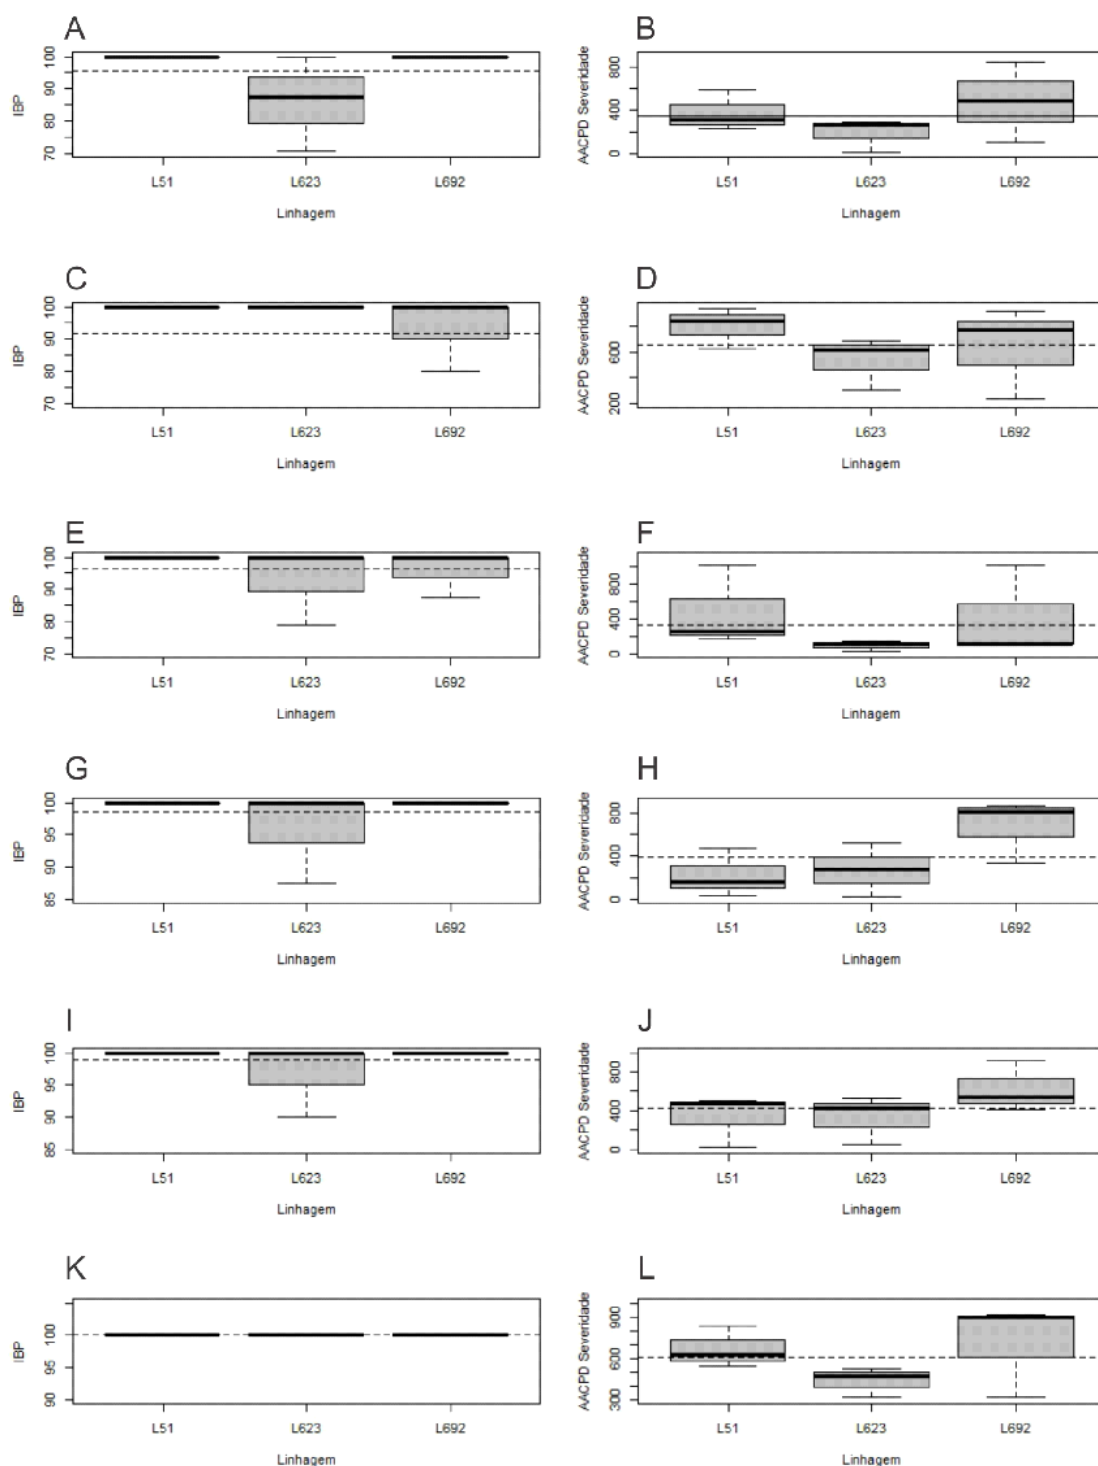 A
IBP
100
90
80
70
L51 L623 L692
Linhagem
B
AACPD Severidade
800
400
0
L51 L623 L692
Linhagem
C
IBP
100
90
80
70
L51 L623 L692
Linhagem
D
AACPD Severidade
600
200
L51 L623 L692
Linhagem
E
IBP
100
90
80
70
L51 L623 L692
Linhagem
F
AACPD Severidade
800
400
0
L51 L623 L692
Linhagem
G
IBP
100
95
90
85
L51 L623 L692
Linhagem
H
AACPD Severidade
800
400
0
L51 L623 L692
Linhagem
I
IBP
100
95
90
85
L51 L623 L692
Linhagem
J
AACPD Severidade
800
400
0
L51 L623 L692
Linhagem
K
IBP
100
95
90
L51 L623 L692
Linhagem
L
AACPD Severidade
900
600
300
L51 L623 L692
Linhagem